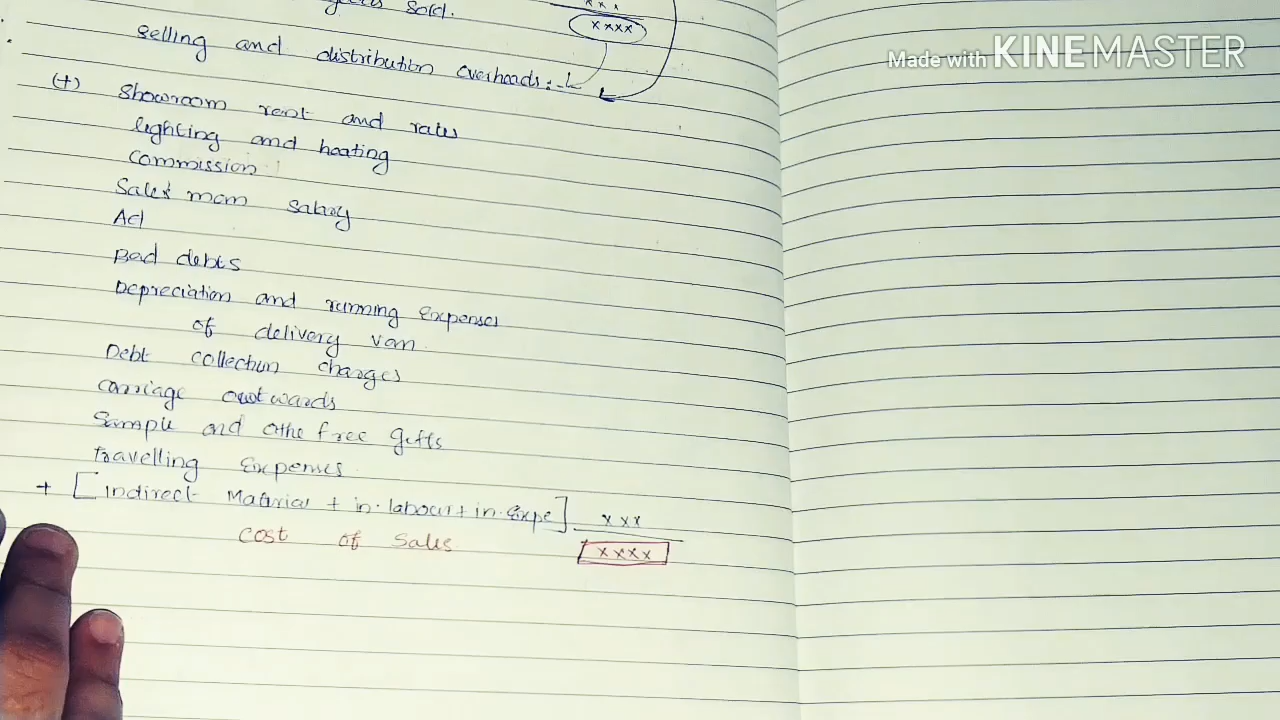 goods sold.
x x x
xxxx
Selling and distribution overheads:-
(+) Showroom rent and rates
lighting and heating
Commission
Sales man salary
Ad
Bad debts
Depreciation and running Expenses
of delivery van
Debt collection charges
Carriage outwards
Sample and othe free gifts
Travelling Expenses
+ [Indirect Material + in.labour + in.Expe] xxx
Cost of Sales xxxx
Made with KINEMASTER